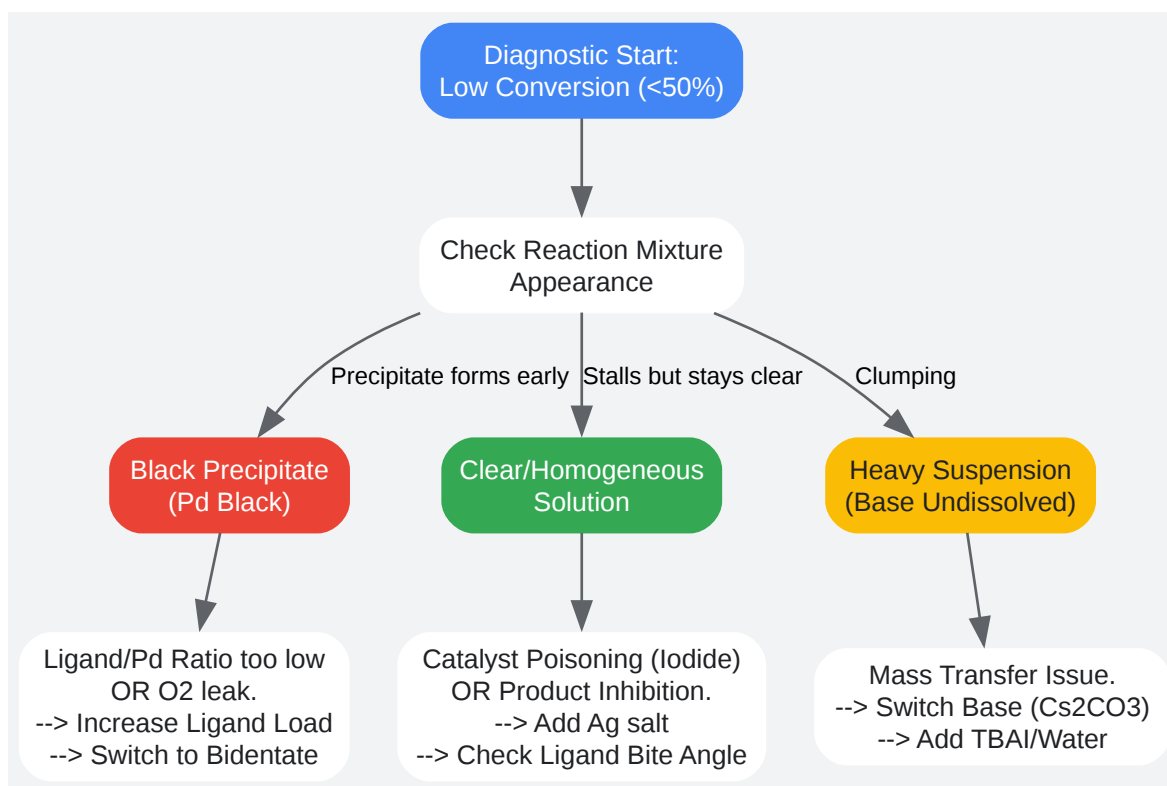 Diagnostic Start:
Low Conversion (<50%)
Check Reaction Mixture
Appearance
Precipitate forms early
Stalls but stays clear
Clumping
Black Precipitate
(Pd Black)
Clear/Homogeneous
Solution
Heavy Suspension
(Base Undissolved)
Ligand/Pd Ratio too low
OR O2 leak.
--> Increase Ligand Load
--> Switch to Bidentate
Catalyst Poisoning (Iodide)
OR Product Inhibition.
--> Add Ag salt
--> Check Ligand Bite Angle
Mass Transfer Issue.
--> Switch Base (Cs2CO3)
--> Add TBAI/Water